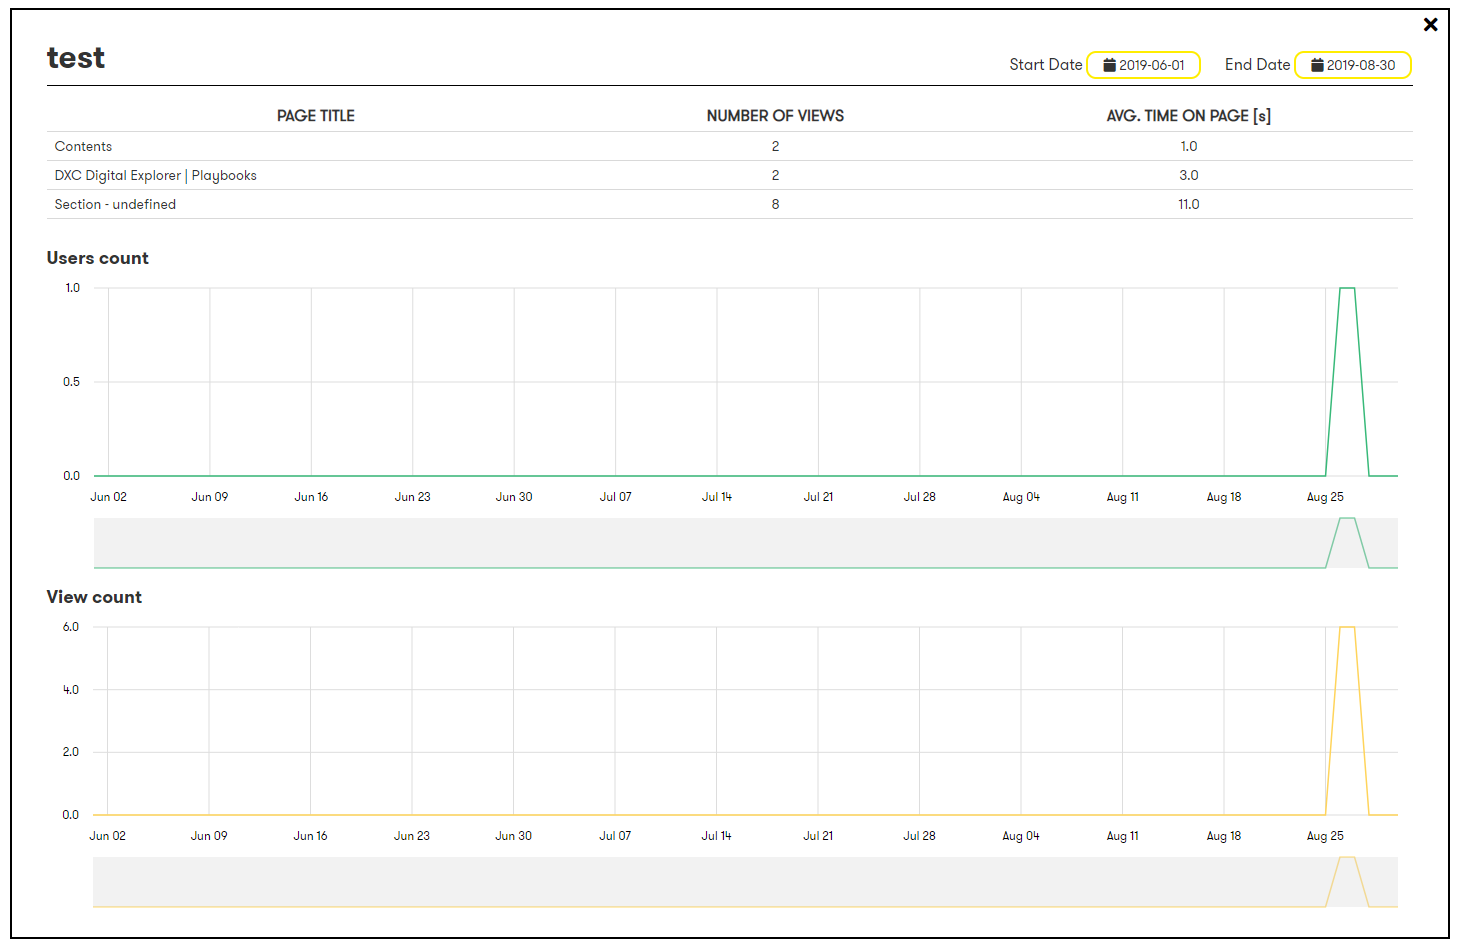 test
Start Date 2019-06-01 End Date 2019-08-30
PAGE TITLE NUMBER OF VIEWS AVG. TIME ON PAGE [s]
Contents 2 1.0
DXC Digital Explorer | Playbooks 2 3.0
Section - undefined 8 11.0
Users count
1.0
0.5
0.0
Jun 02 Jun 09 Jun 16 Jun 23 Jun 30 Jul 07 Jul 14 Jul 21 Jul 28 Aug 04 Aug 11 Aug 18 Aug 25
View count
6.0
4.0
2.0
0.0
Jun 02 Jun 09 Jun 16 Jun 23 Jun 30 Jul 07 Jul 14 Jul 21 Jul 28 Aug 04 Aug 11 Aug 18 Aug 25